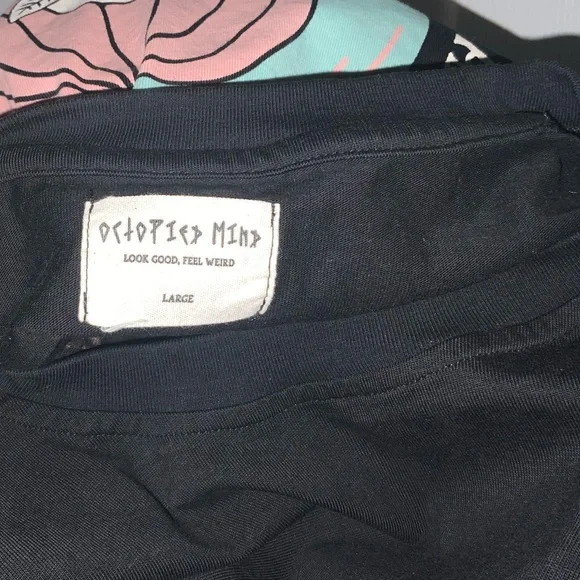 OCTOPIED MIND
LOOK GOOD, FEEL WEIRD
LARGE